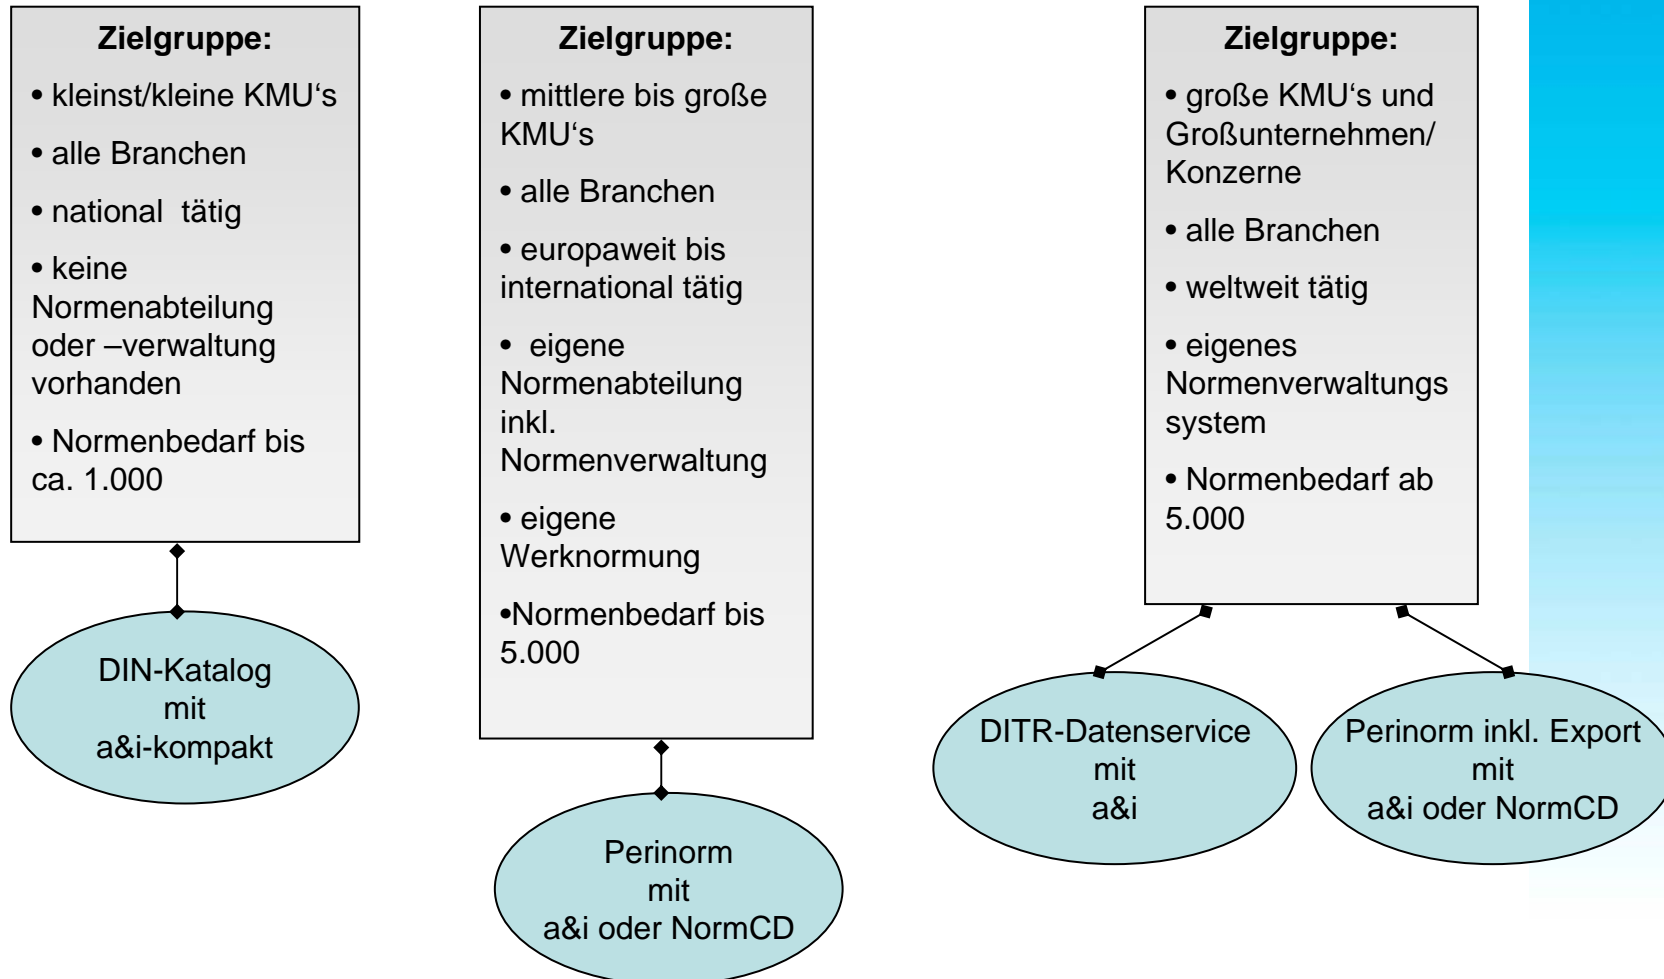 Zielgruppe:
• kleinst/kleine KMU‘s
• alle Branchen
• national  tätig
• keine
Normenabteilung
oder –verwaltung
vorhanden
• Normenbedarf bis
ca. 1.000
DIN-Katalog
mit
a&i-kompakt
Zielgruppe:
• mittlere bis große
KMU‘s
• alle Branchen
• europaweit bis
international tätig
•  eigene
Normenabteilung
inkl.
Normenverwaltung
• eigene
Werknormung
•Normenbedarf bis
5.000
Perinorm
mit
a&i oder NormCD
Zielgruppe:
• große KMU‘s und
Großunternehmen/
Konzerne
• alle Branchen
• weltweit tätig
• eigenes
Normenverwaltungs
system
• Normenbedarf ab
5.000
DITR-Datenservice
mit
a&i
Perinorm inkl. Export
mit
a&i oder NormCD